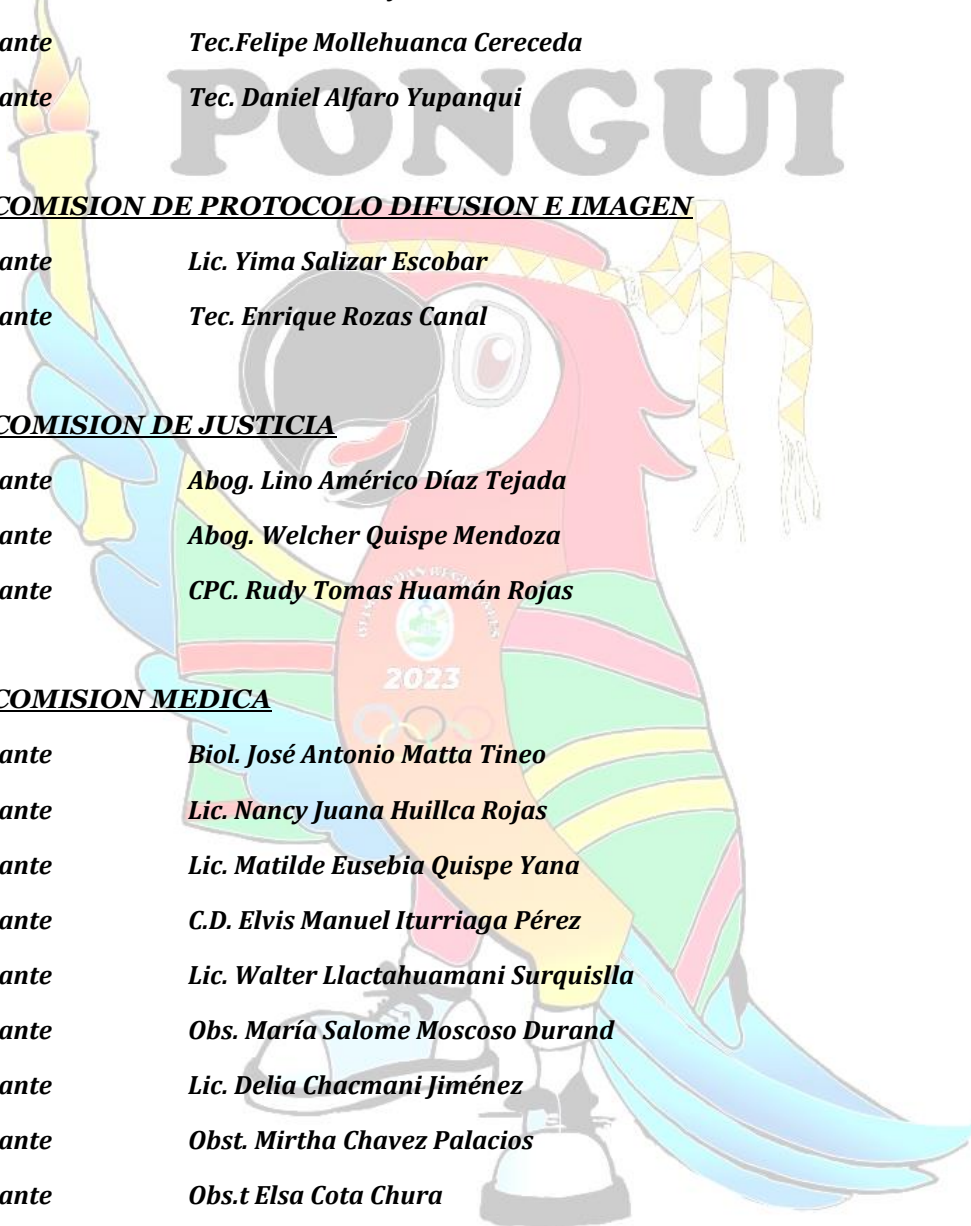 ante Tec.Felipe Mollehuanca Cereceda
PONGUI
ante Tec. Daniel Alfaro Yupanqui
COMISION DE PROTOCOLO DIFUSION E IMAGEN
ante Lic. Yima Salizar Escobar
ante Tec. Enrique Rozas Canal
COMISION DE JUSTICIA
ante Abog. Lino Américo Díaz Tejada
ante Abog. Welcher Quispe Mendoza
ante CPC. Rudy Tomas Huamán Rojas
2023
COMISION MEDICA
ante Biol. José Antonio Matta Tineo
ante Lic. Nancy Juana Huillca Rojas
ante Lic. Matilde Eusebia Quispe Yana
ante C.D. Elvis Manuel Iturriaga Pérez
ante Lic. Walter Llactahuamani Surquislla
ante Obs. María Salome Moscoso Durand
ante Lic. Delia Chacmani Jiménez
ante Obst. Mirtha Chavez Palacios
ante Obs.t Elsa Cota Chura